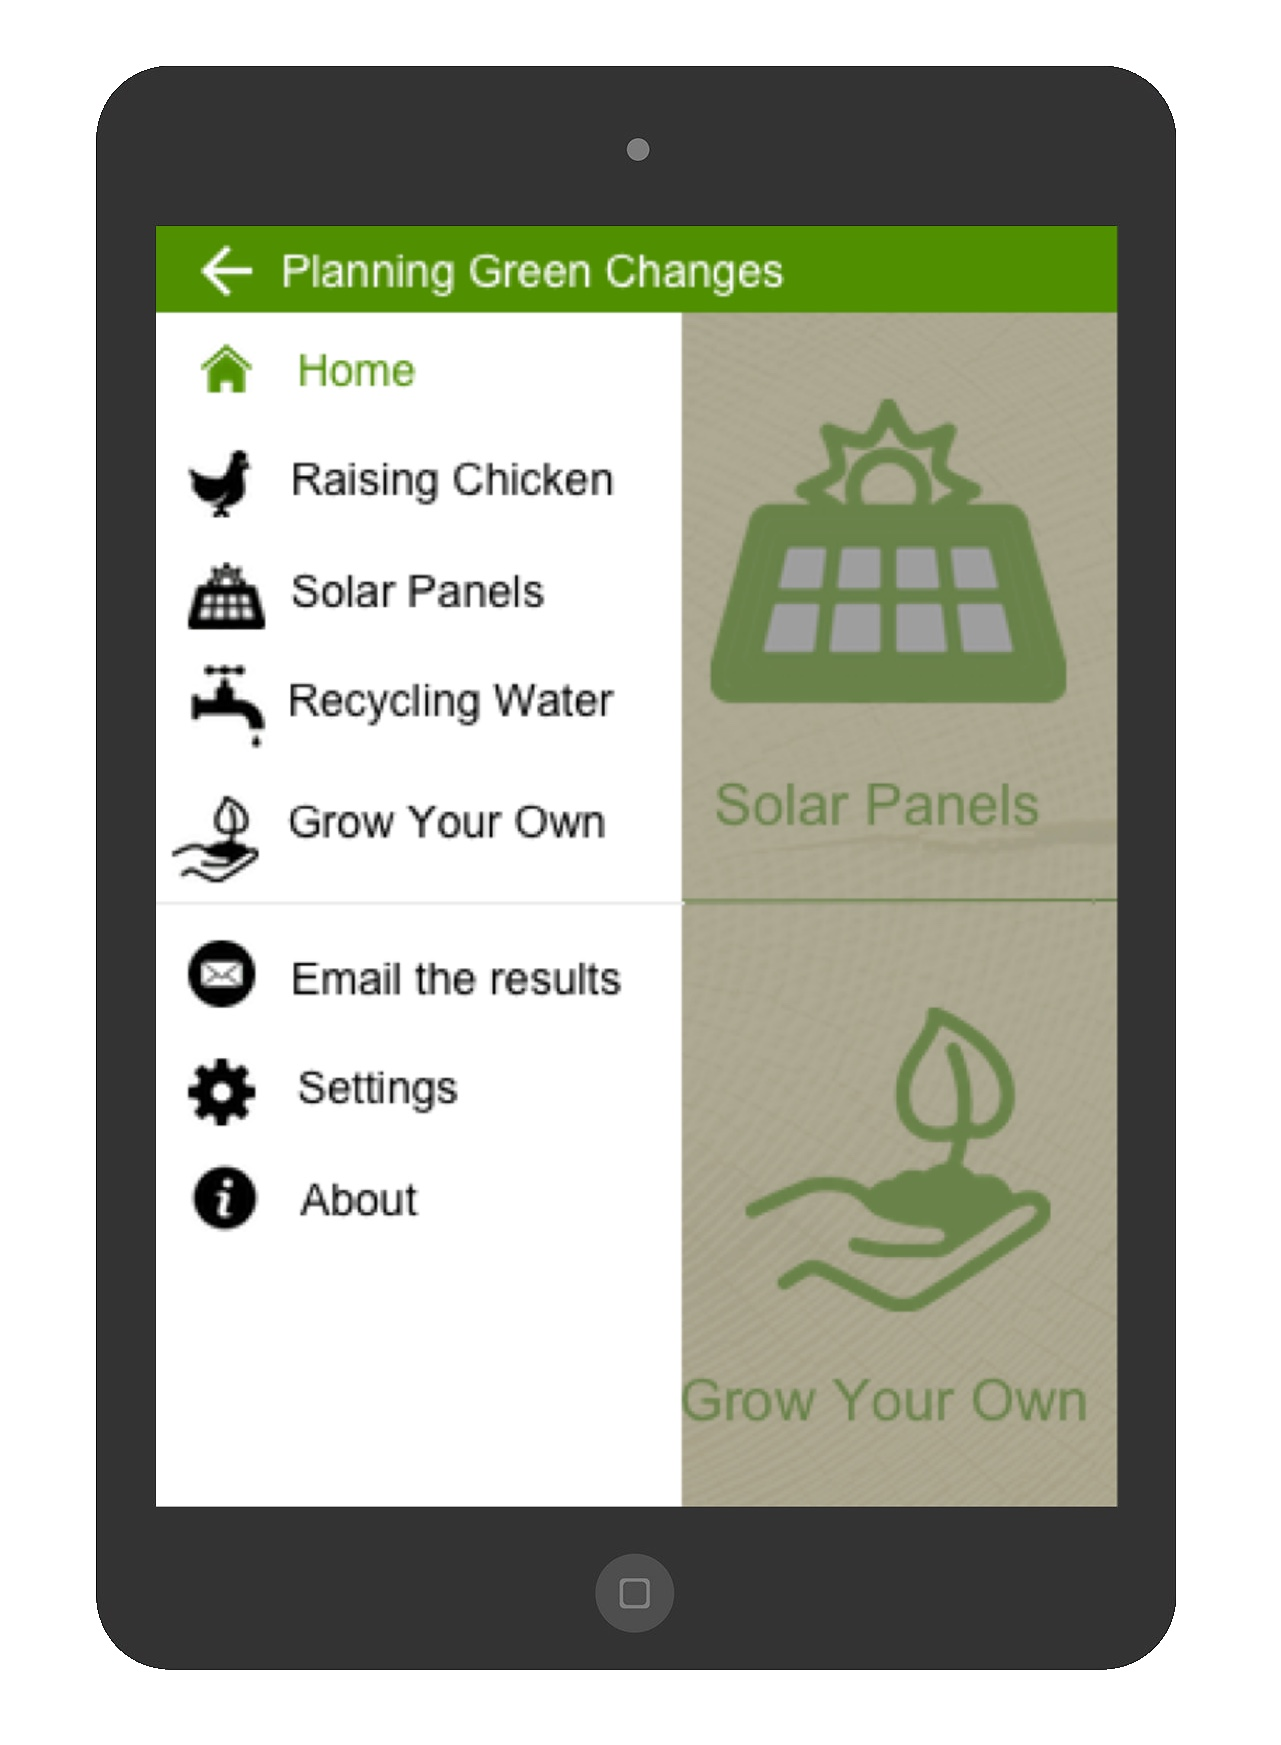 Planning Green Changes
Home
Raising Chicken
Solar Panels
Recycling Water
Grow Your Own
Email the results
Settings
About
Solar Panels
Grow Your Own